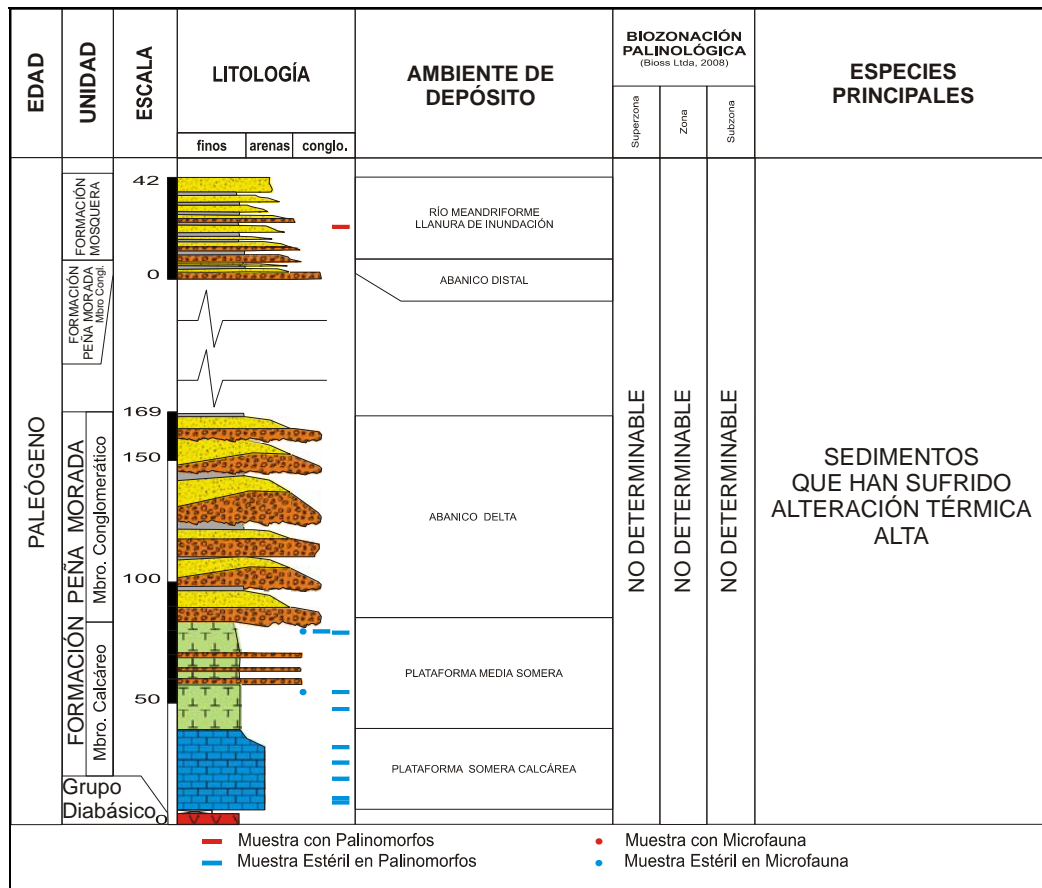 EDAD
UNIDAD
ESCALA
LITOLOGÍA
finos
arenas
conglo.
AMBIENTE DE
DEPÓSITO
BIOZONACIÓN
PALINOLÓGICA
(Bioss Ltda, 2008)
Superzona
Zona
Subzona
ESPECIES
PRINCIPALES
PALEÓGENO
FORMACIÓN
MOSQUERA
FORMACIÓN
PEÑA MORADA
Mbro Congl.
FORMACIÓN PEÑA MORADA
Mbro. Conglomerático
Mbro. Calcáreo
Grupo
Diabásico
42
0
169
150
100
50
0
RÍO MEANDRIFORME
LLANURA DE INUNDACIÓN
ABANICO DISTAL
ABANICO DELTA
PLATAFORMA MEDIA SOMERA
PLATAFORMA SOMERA CALCÁREA
NO DETERMINABLE
NO DETERMINABLE
NO DETERMINABLE
SEDIMENTOS
QUE HAN SUFRIDO
ALTERACIÓN TÉRMICA
ALTA
Muestra con Palinomorfos
Muestra Estéril en Palinomorfos
Muestra con Microfauna
Muestra Estéril en Microfauna